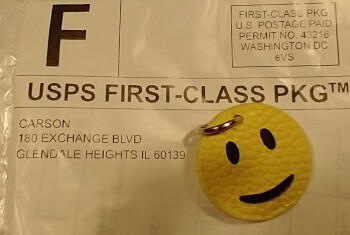 F
FIRST-CLASS PKG
U.S. POSTAGE PAID
PERMIT NO. 43216
WASHINGTON DC
eVS
USPS FIRST-CLASS PKG™
CARSON
180 EXCHANGE BLVD
GLENDALE HEIGHTS IL 60139